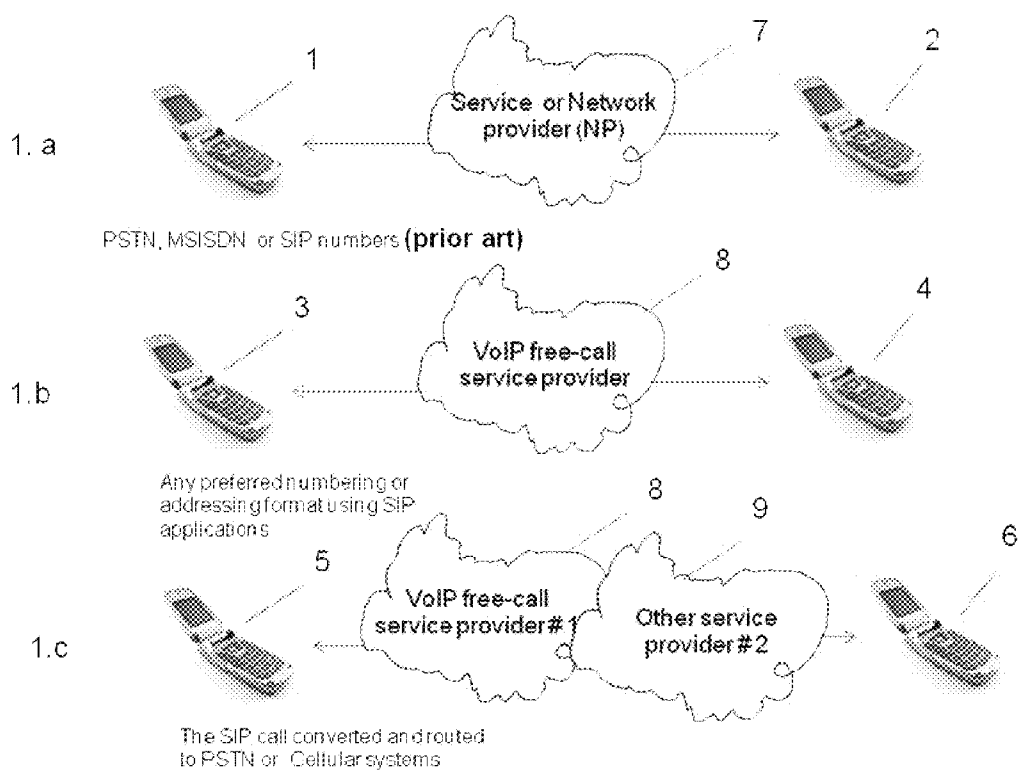 1
7
2
Service or Network
provider (NP)
1. a
PSTN, MSISDN or SIP numbers (prior art)
3
8
4
VoIP free-call
service provider
1.b
Any preferred numbering or
addressing format using SIP
applications
8
9
5
6
VoIP free-call
service provider # 1
Other service
provider #2
1.c
The SIP call converted and routed
to PSTN or Cellular systems